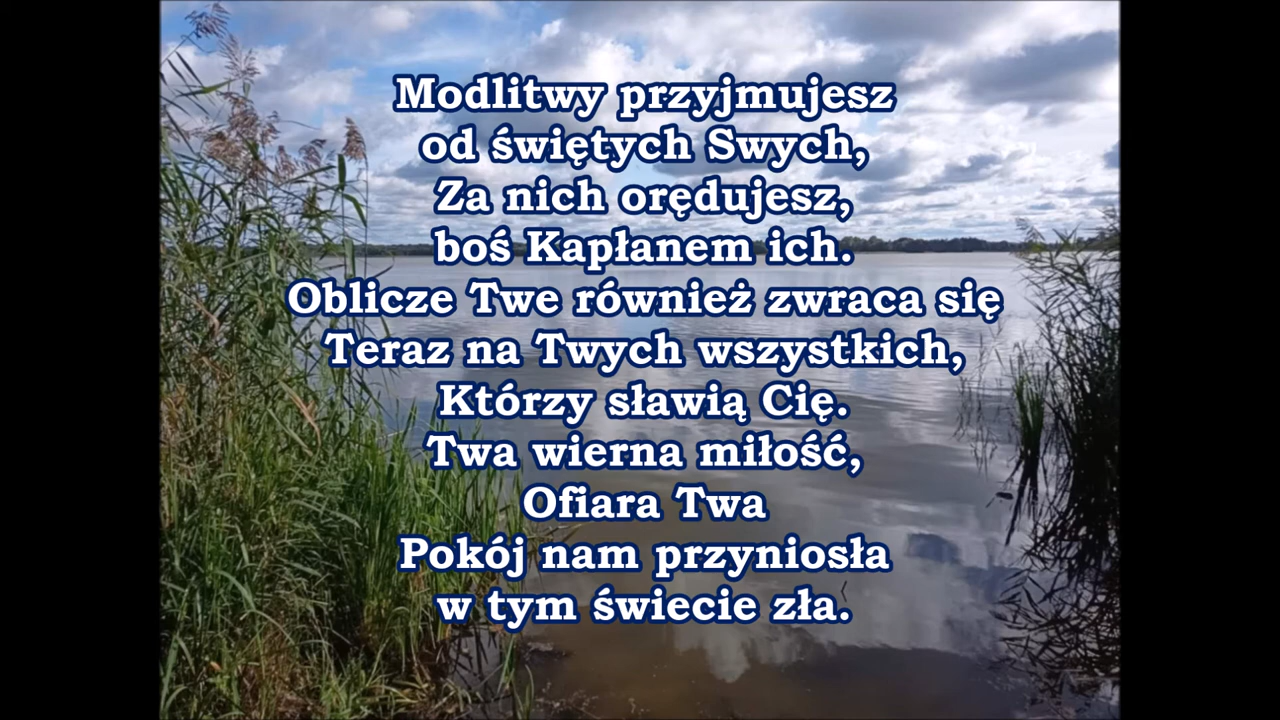 Modlitwy przyjmujesz
od świętych Swych,
Za nich orędujesz,
boś Kapłanem ich.
Oblicze Twe również zwraca się
Teraz na Twych wszystkich,
Którzy sławią Cię.
Twa wierna miłość,
Ofiara Twa
Pokój nam przyniosła
w tym świecie zła.